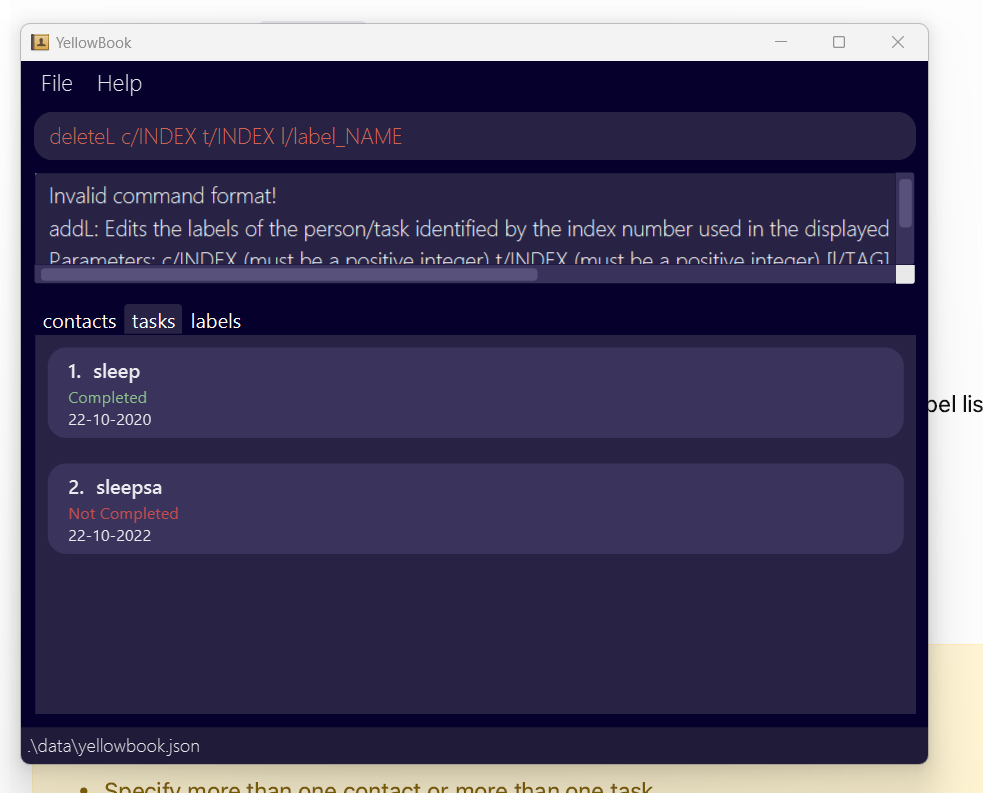 YellowBook
File Help
deleteL c/INDEX t/INDEX l/label_NAME
Invalid command format!
addL: Edits the labels of the person/task identified by the index number used in the displayed
Parameters: c/INDEX (must be a positive integer) t/INDEX (must be a positive integer) [l/TAG]
contacts tasks labels
1. sleep
Completed
22-10-2020
bel lis
2. sleepsa
Not Completed
22-10-2022
.\data\yellowbook.json
• Specify more than one contact or more than one task